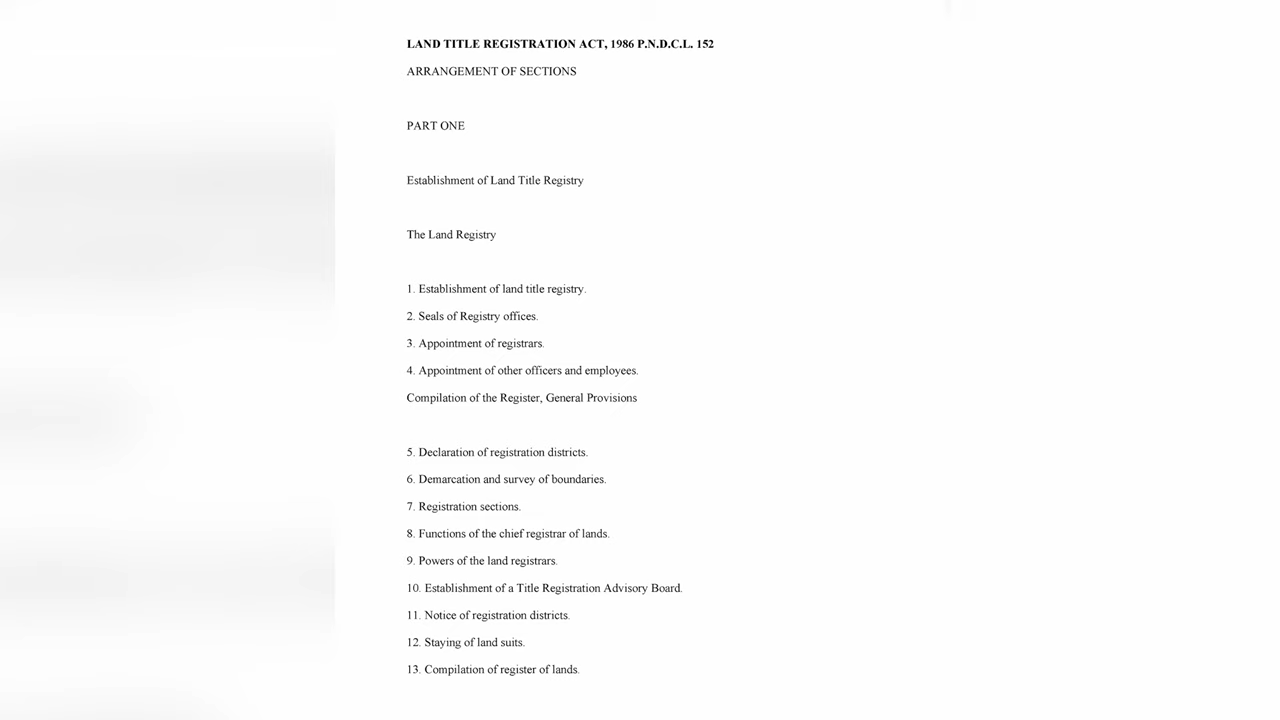 LAND TITLE REGISTRATION ACT, 1986 P.N.D.C.L. 152
ARRANGEMENT OF SECTIONS
PART ONE
Establishment of Land Title Registry
The Land Registry
1. Establishment of land title registry.
2. Seals of Registry offices.
3. Appointment of registrars.
4. Appointment of other officers and employees.
Compilation of the Register, General Provisions
5. Declaration of registration districts.
6. Demarcation and survey of boundaries.
7. Registration sections.
8. Functions of the chief registrar of lands.
9. Powers of the land registrars.
10. Establishment of a Title Registration Advisory Board.
11. Notice of registration districts.
12. Staying of land suits.
13. Compilation of register of lands.